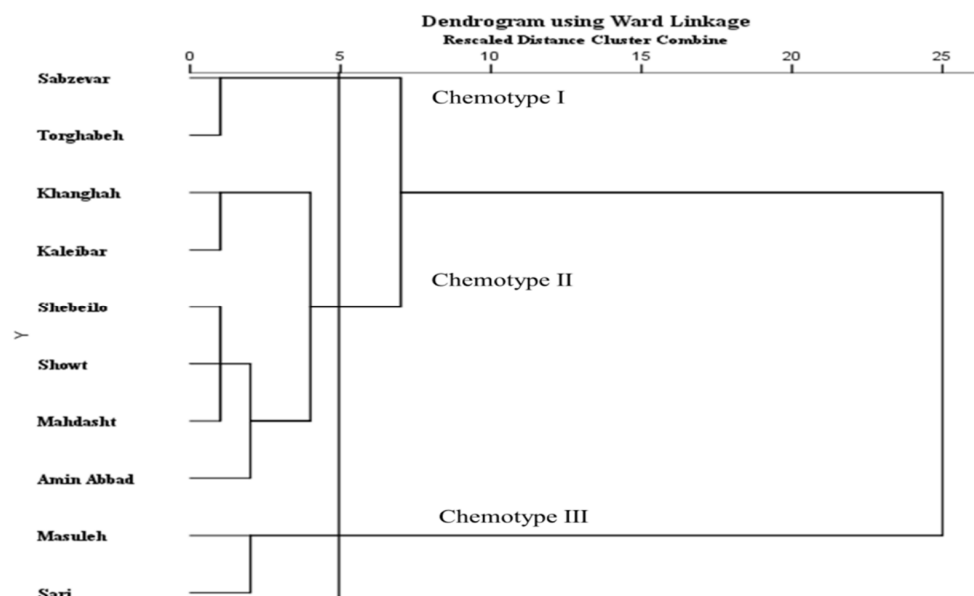 Dendrogram using Ward Linkage
Rescaled Distance Cluster Combine
0 5 10 15 20 25
Sabzevar
Chemotype I
Torghabeh
Khanghah
Kaleibar
Chemotype II
Shebeilo
Y
Showt
Mahdasht
Amin Abbad
Chemotype III
Masuleh
Sari